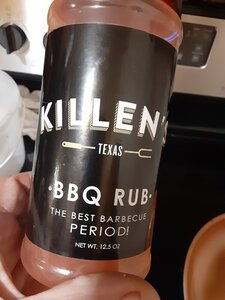 KILLEN'S
TEXAS
·BBQ RUB·
THE BEST BARBECUE
PERIOD!
NET WT. 12.5 OZ